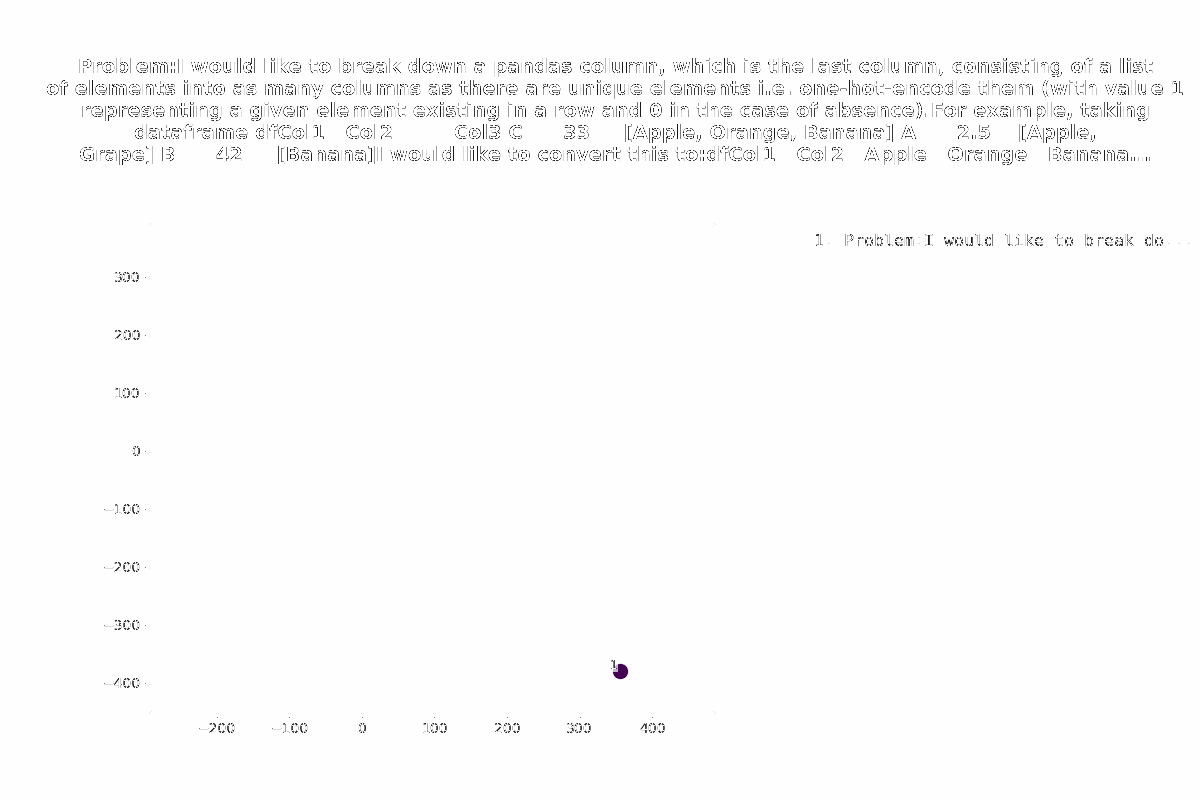 Problem:I would like to break down a pandas column, which is the last column, consisting of a list
of elements into as many columns as there are unique elements i.e. one-hot-encode them (with value 1
representing a given element existing in a row and 0 in the case of absence).For example, taking
dataframe dfCol1   Col2         Col3 C      33     [Apple, Orange, Banana] A      2.5    [Apple,
Grape] B      42     [Banana]I would like to convert this to:dfCol1   Col2   Apple   Orange   Banana...
1. Problem:I would like to break do...
300
200
100
0
−100
−200
−300
−400
1
−200 −100 0 100 200 300 400